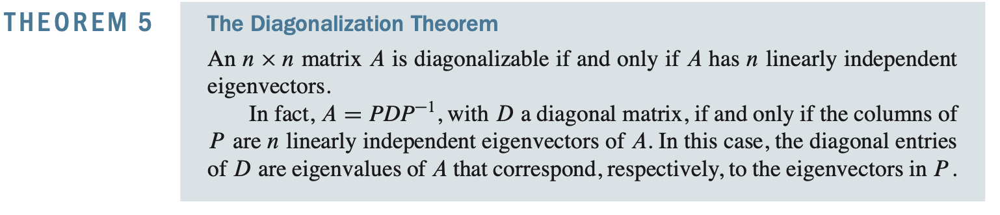 THEOREM 5
The Diagonalization Theorem
An n × n matrix A is diagonalizable if and only if A has n linearly independent
eigenvectors.
In fact, A = PDP⁻¹, with D a diagonal matrix, if and only if the columns of
P are n linearly independent eigenvectors of A. In this case, the diagonal entries
of D are eigenvalues of A that correspond, respectively, to the eigenvectors in P.